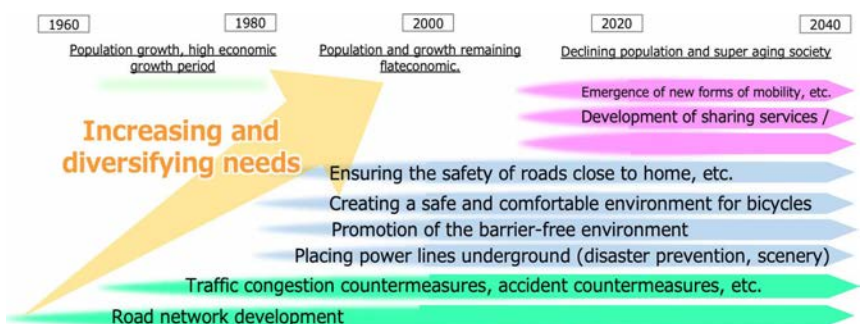 1960 1980 2000 2020 2040
Population growth, high economic
growth period
Population and growth remaining
flateconomic.
Declining population and super aging society
Emergence of new forms of mobility, etc.
Development of sharing services /
Increasing and
diversifying needs
Ensuring the safety of roads close to home, etc.
Creating a safe and comfortable environment for bicycles
Promotion of the barrier-free environment
Placing power lines underground (disaster prevention, scenery)
Traffic congestion countermeasures, accident countermeasures, etc.
Road network development